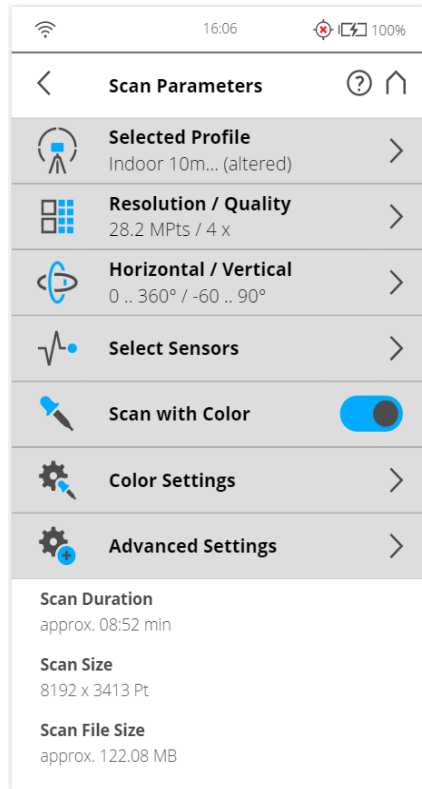 16:06 100%
Scan Parameters ?
Selected Profile
Indoor 10m... (altered)
Resolution / Quality
28.2 MPts / 4 x
Horizontal / Vertical
0 .. 360° / -60 .. 90°
Select Sensors
Scan with Color
Color Settings
Advanced Settings
Scan Duration
approx. 08:52 min
Scan Size
8192 x 3413 Pt
Scan File Size
approx. 122.08 MB